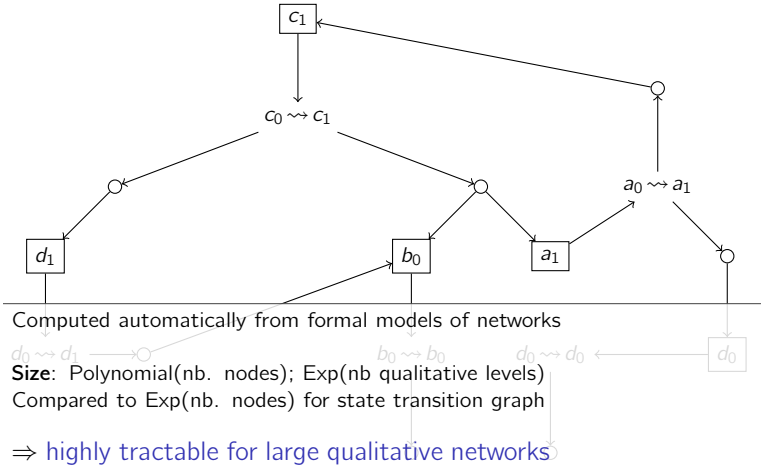 c₁
c₀ ⇝ c₁
a₀ ⇝ a₁
d₁
b₀
a₁
Computed automatically from formal models of networks
d₀ ⇝ d₁
b₀ ⇝ b₀
d₀ ⇝ d₀
d₀
Size: Polynomial(nb. nodes); Exp(nb qualitative levels)
Compared to Exp(nb. nodes) for state transition graph
⇒ highly tractable for large qualitative networks